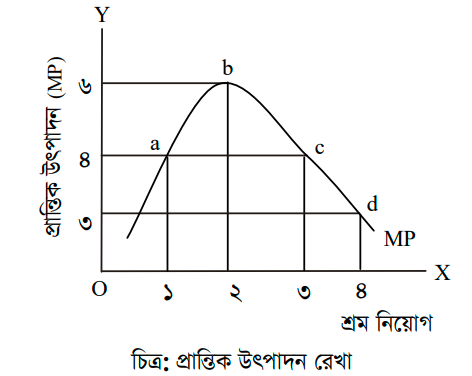 Y
b
৬
প্রান্তিক উৎপাদন (MP)
a
c
৪
d
৩
MP
X
O
১ ২ ৩ ৪
শ্রম নিয়োগ
চিত্র: প্রান্তিক উৎপাদন রেখা